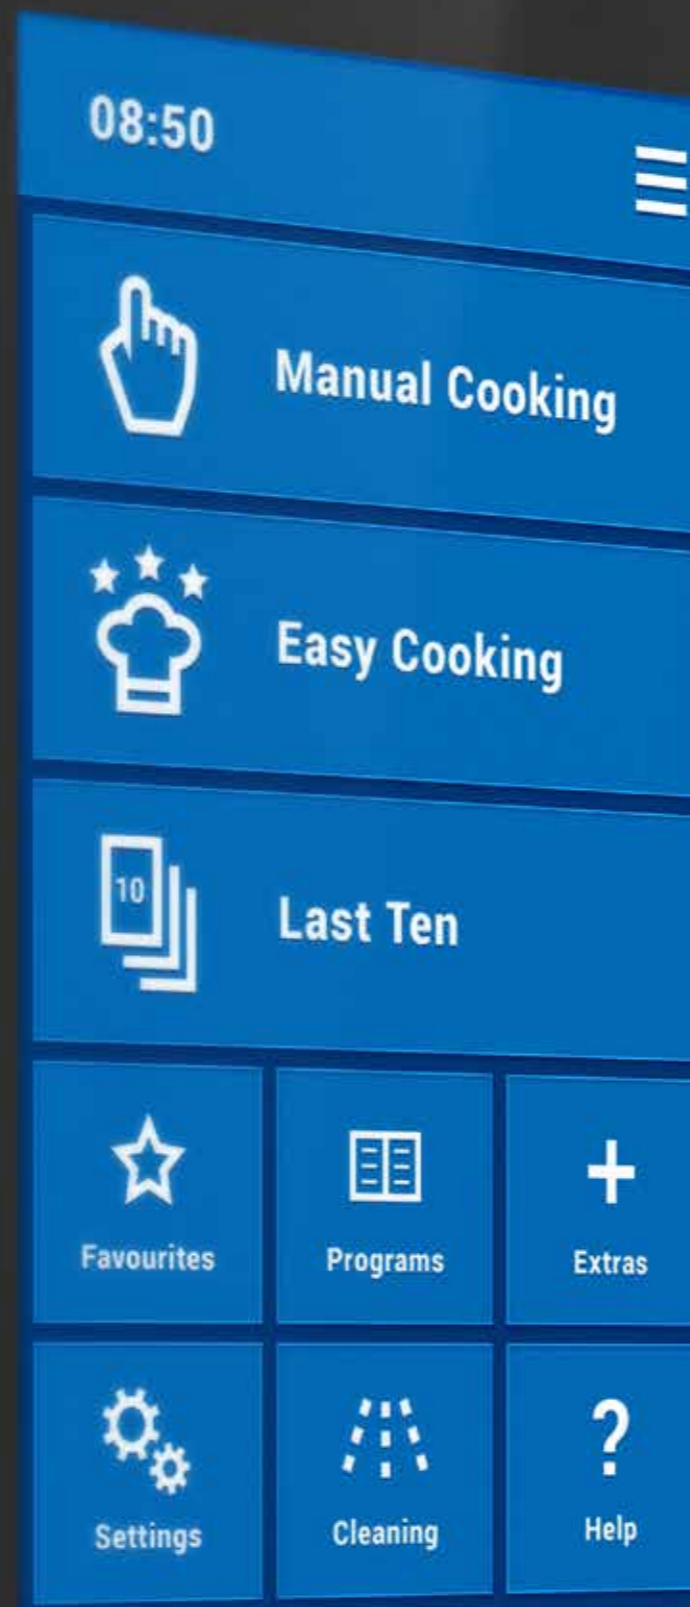 08:50
Manual Cooking
Easy Cooking
10
Last Ten
Favourites
Programs
Extras
Settings
Cleaning
?
Help